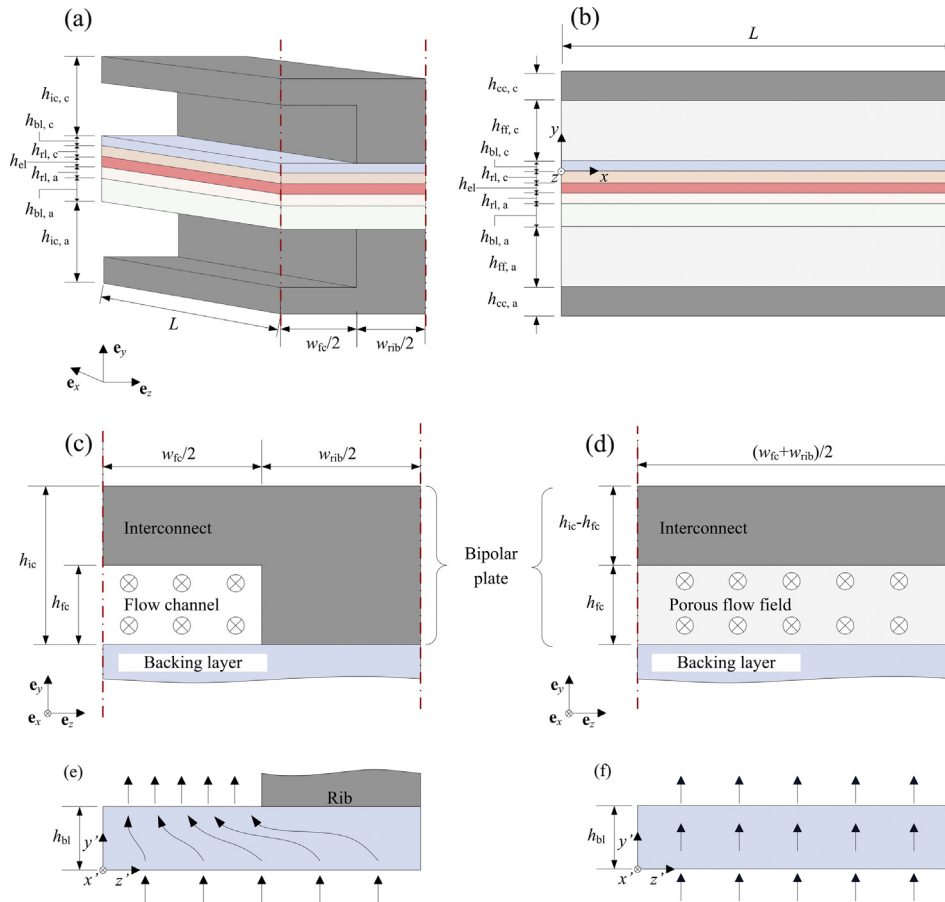 (a)
h_ic, c
h_bl, c
h_rl, c
h_el
h_rl, a
h_bl, a
h_ic, a
L
w_fc/2
w_rib/2
e_y
e_x
e_z
(b)
L
h_cc, c
h_ff, c
y
h_bl, c
h_rl, c
x
z
h_el
h_rl, a
h_bl, a
h_ff, a
h_cc, a
(c)
w_fc/2
w_rib/2
Interconnect
h_ic
h_fc
Flow channel
Backing layer
e_y
e_x
e_z
Bipolar
plate
(d)
(w_fc+w_rib)/2
h_ic-h_fc
Interconnect
h_fc
Porous flow field
Backing layer
e_y
e_x
e_z
(e)
Rib
h_bl
y'
x'
z'
(f)
h_bl
y'
x'
z'